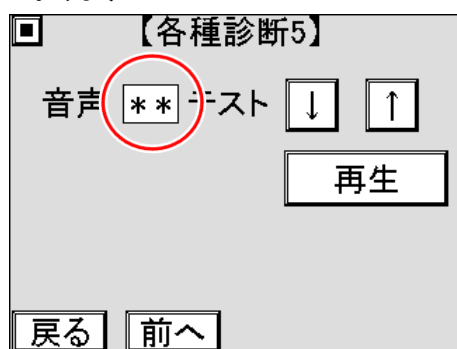 【各種診断5】
音声 ** テスト ↓ ↑
再生
戻る 前へ